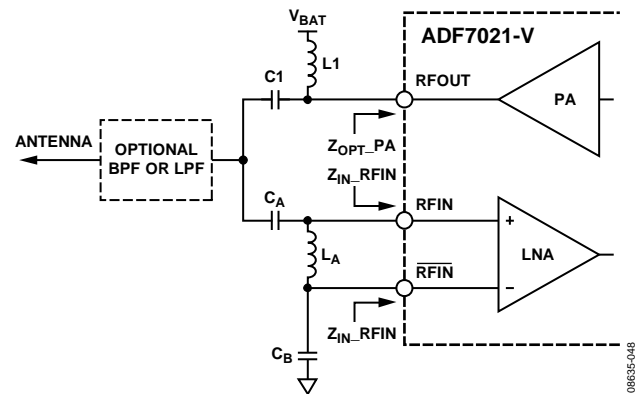 VBAT
ADF7021-V
L1
C1
RFOUT
PA
ANTENNA
OPTIONAL
BPF OR LPF
ZOPT_PA
ZIN_RFIN
CA
RFIN
+
LA
LNA
RFIN
–
ZIN_RFIN
CB
08635-048